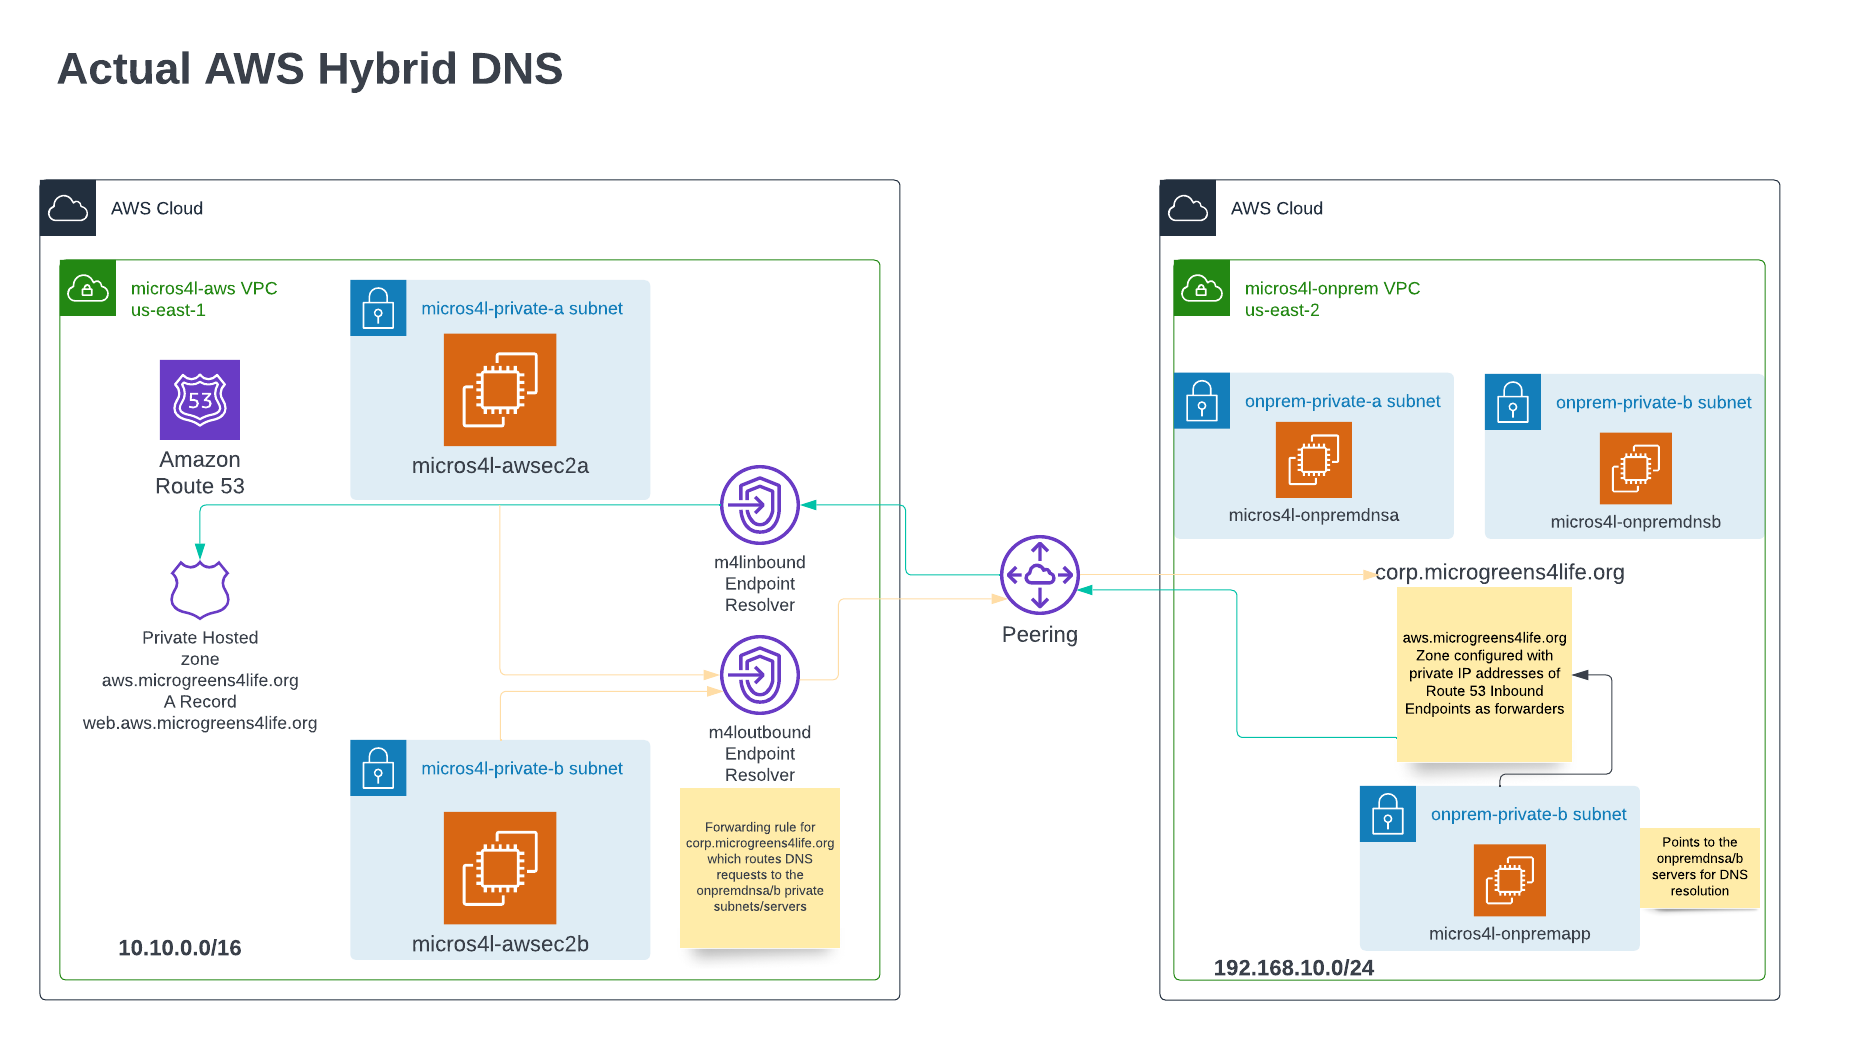 Actual AWS Hybrid DNS
AWS Cloud
micros4l-aws VPC
us-east-1
micros4l-private-a subnet
micros4l-awsec2a
53
Amazon
Route 53
m4linbound
Endpoint
Resolver
Private Hosted
zone
aws.microgreens4life.org
A Record
web.aws.microgreens4life.org
m4loutbound
Endpoint
Resolver
micros4l-private-b subnet
micros4l-awsec2b
Forwarding rule for
corp.microgreens4life.org
which routes DNS
requests to the
onpremdnsa/b private
subnets/servers
10.10.0.0/16
Peering
AWS Cloud
micros4l-onprem VPC
us-east-2
onprem-private-a subnet
micros4l-onpremdnsa
onprem-private-b subnet
micros4l-onpremdnsb
corp.microgreens4life.org
aws.microgreens4life.org
Zone configured with
private IP addresses of
Route 53 Inbound
Endpoints as forwarders
onprem-private-b subnet
micros4l-onpremapp
Points to the
onpremdnsa/b
servers for DNS
resolution
192.168.10.0/24